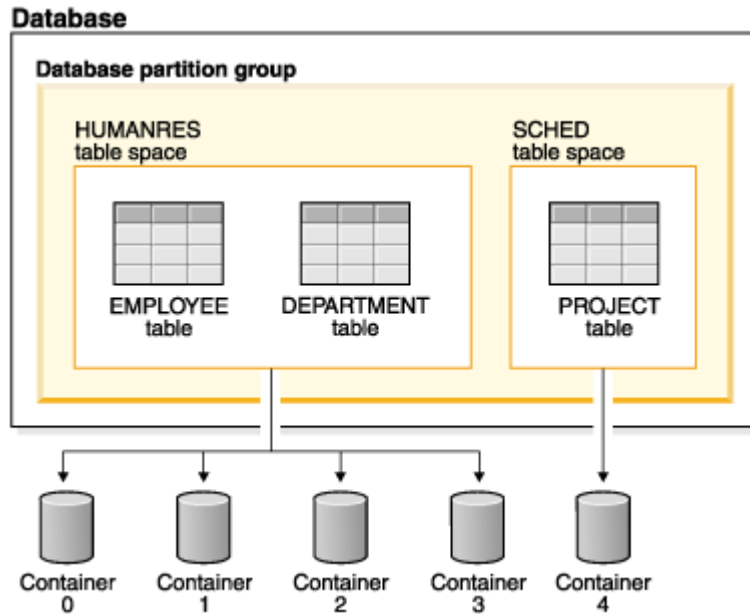 Database
Database partition group
HUMANRES
table space
SCHED
table space
EMPLOYEE
table
DEPARTMENT
table
PROJECT
table
Container
0
Container
1
Container
2
Container
3
Container
4